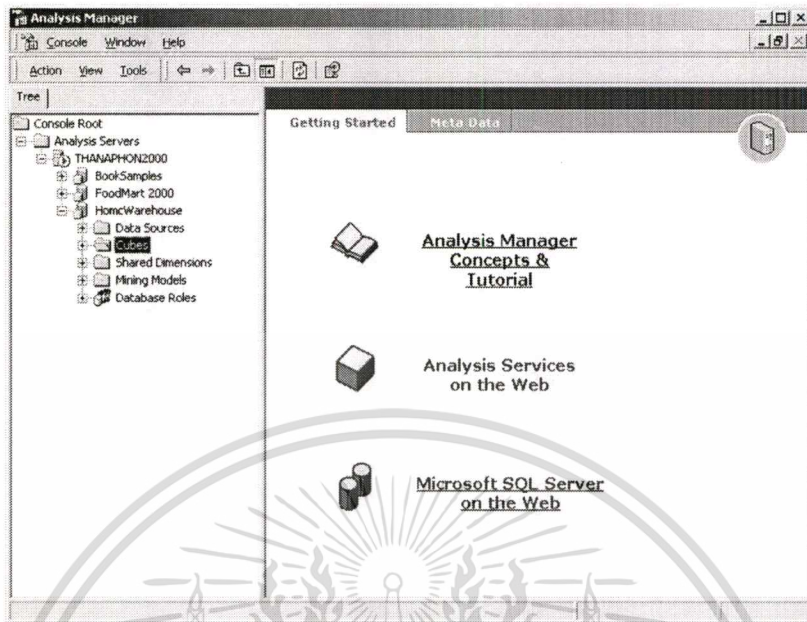 Analysis Manager
Console Window Help
Action View Tools
Tree
Console Root
Analysis Servers
THANAPHON2000
BookSamples
FoodMart 2000
HomeWarehouse
Data Sources
Cubes
Shared Dimensions
Mining Models
Database Roles
Getting Started Meta Data
Analysis Manager
Concepts &
Tutorial
Analysis Services
on the Web
Microsoft SQL Server
on the Web